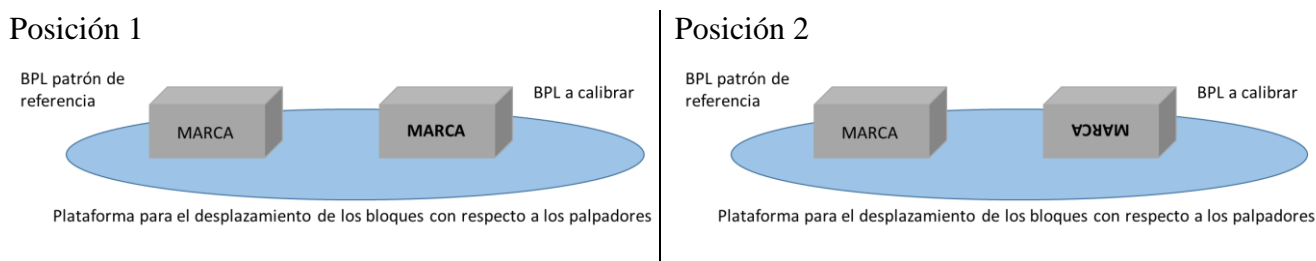 Posición 1
BPL patrón de
referencia
BPL a calibrar
MARCA
MARCA
Plataforma para el desplazamiento de los bloques con respecto a los palpadores
Posición 2
BPL patrón de
referencia
BPL a calibrar
MARCA
MARCA
Plataforma para el desplazamiento de los bloques con respecto a los palpadores